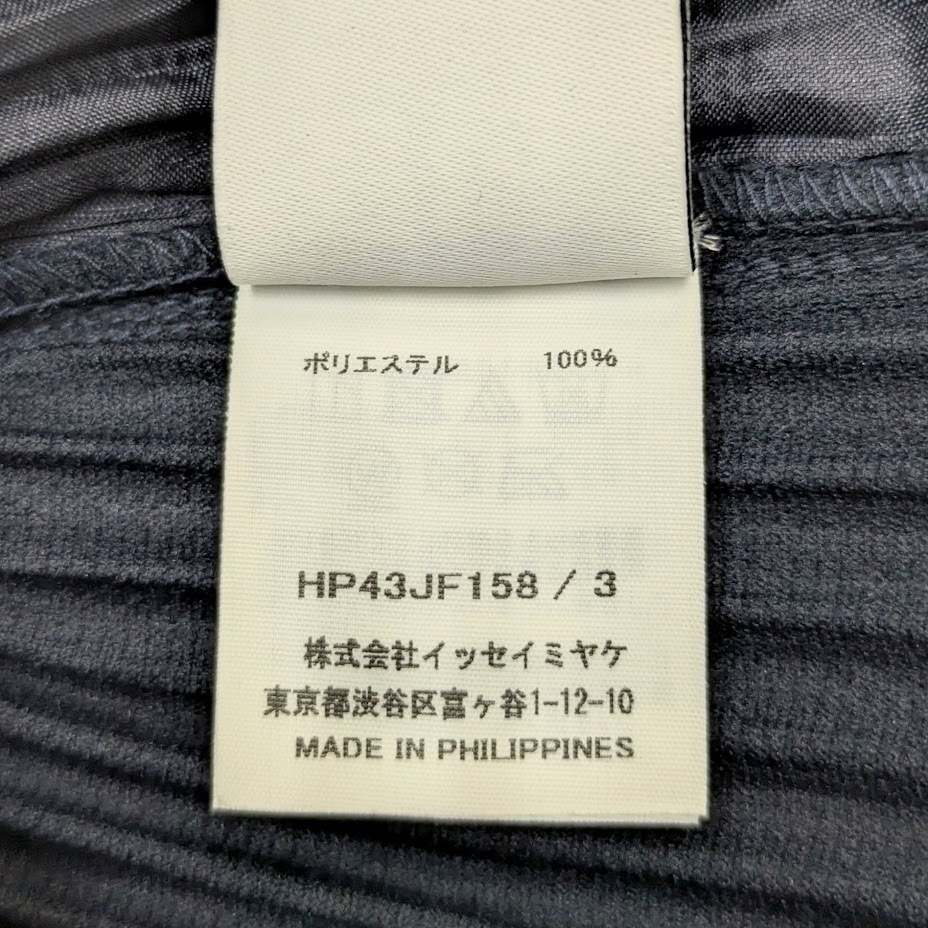 ポリエステル 100%
HP43JF158 / 3
株式会社イッセイミヤケ
東京都渋谷区富ヶ谷1-12-10
MADE IN PHILIPPINES